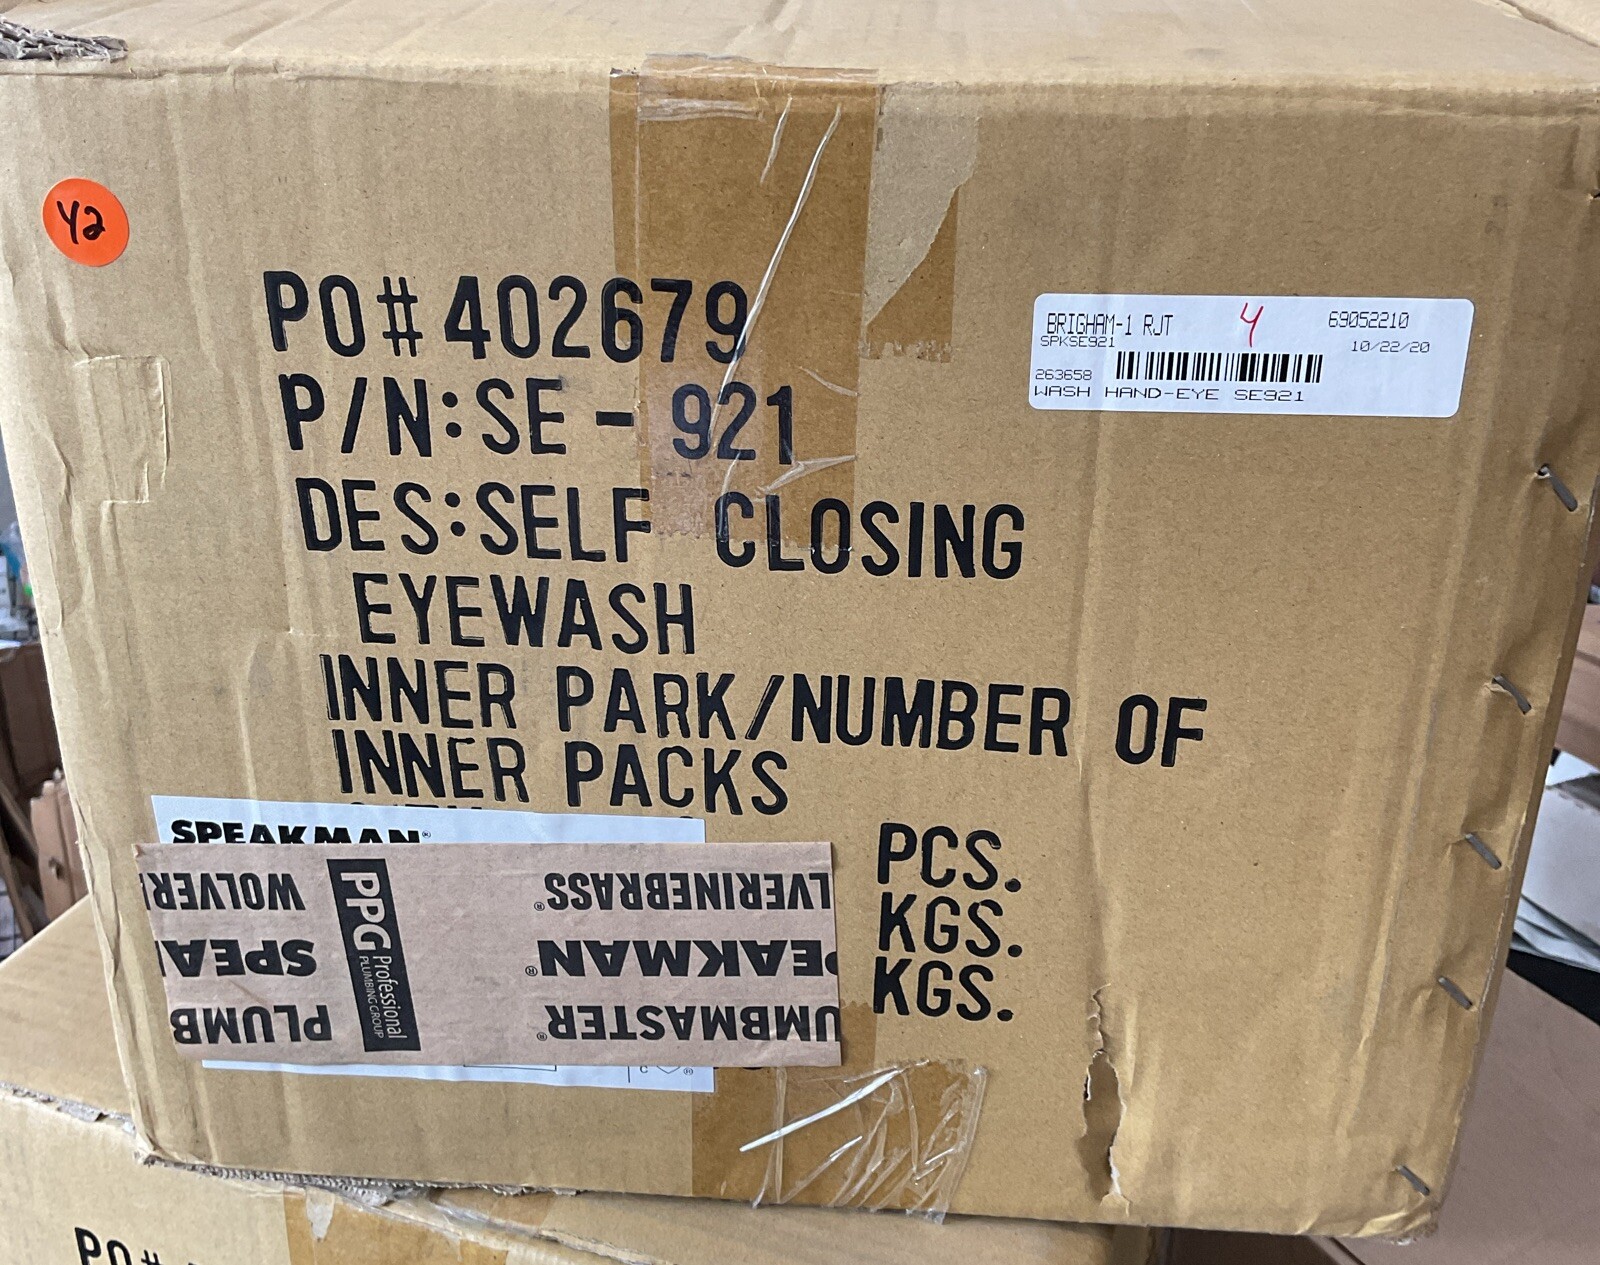 Y2
PO#402679
P/N:SE-921
DES:SELF CLOSING
EYEWASH
INNER PARK/NUMBER OF
INNER PACKS
PCS.
KGS.
KGS.
BRIGHAM-1 RJT 4 69052210
SPKSE921 10/22/20
263658
WASH HAND-EYE SE921
SPEAKMAN®
PLUMB UMBMASTER®
SPEA EAKMAN®
WOLVER LVERINEBRASS®
PPG Professional
PLUMBING GROUP
C ®
PO#